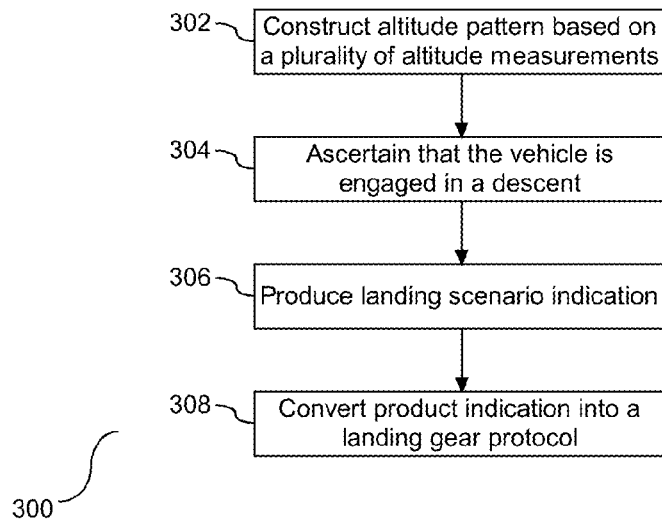 302
Construct altitude pattern based on
a plurality of altitude measurements
304
Ascertain that the vehicle is
engaged in a descent
306
Produce landing scenario indication
308
Convert product indication into a
landing gear protocol
300